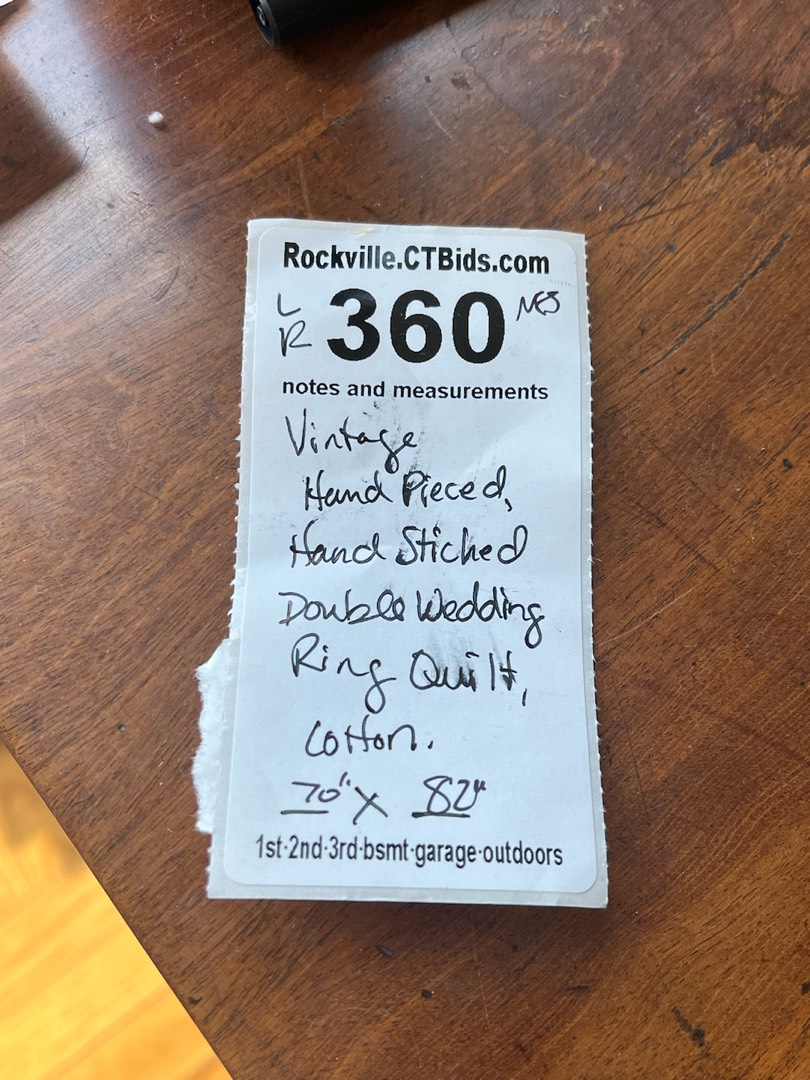 Rockville.CTBids.com
L
R 360
notes and measurements
Vintage
Hand Pieced,
Hand Stiched
Double Wedding
Ring Quilt,
Cotton.
70" X 82"
1st·2nd·3rd·bsmt·garage·outdoors